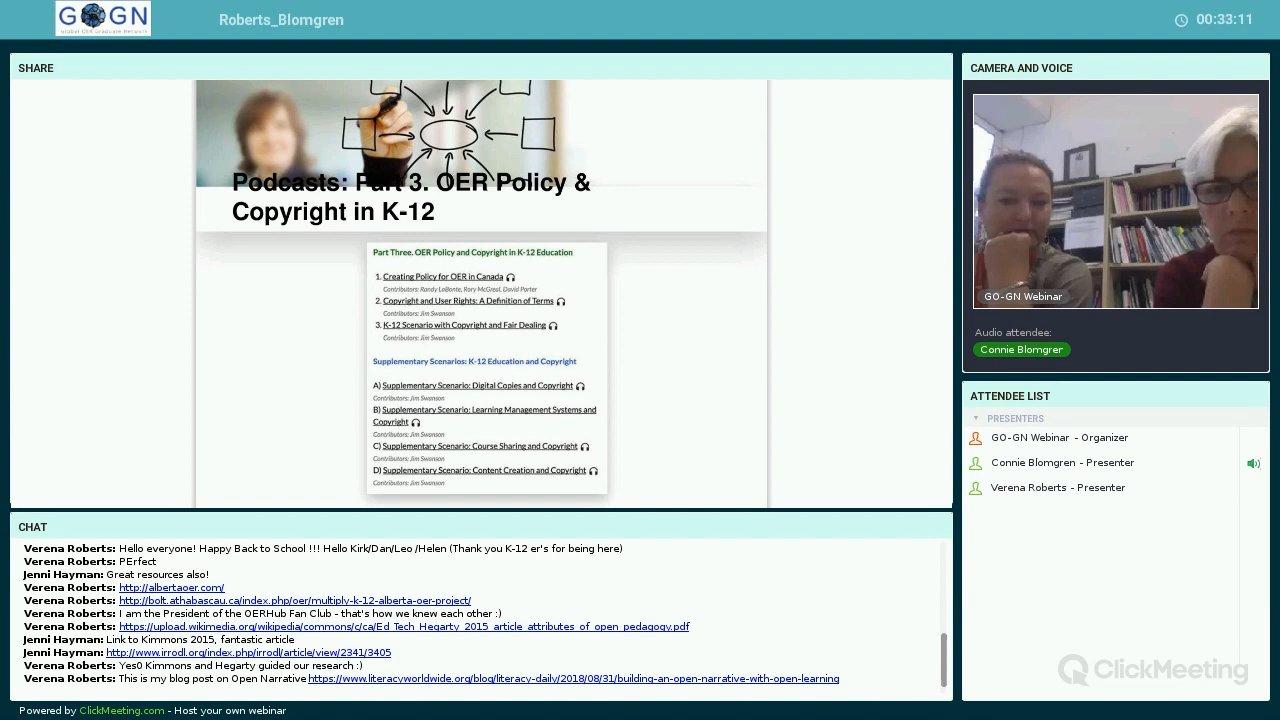 GOGN
Global OER Graduate Network
Roberts_Blomgren
00:33:11
SHARE
Podcasts: Part 3. OER Policy &
Copyright in K-12
Part Three. OER Policy and Copyright in K-12 Education
1. Creating Policy for OER in Canada
Contributors: Randy LaBonte, Rory McGreal, David Porter
2. Copyright and User Rights: A Definition of Terms
Contributors: Jim Swanson
3. K-12 Scenario with Copyright and Fair Dealing
Contributors: Jim Swanson
Supplementary Scenarios: K-12 Education and Copyright
A) Supplementary Scenario: Digital Copies and Copyright
Contributors: Jim Swanson
B) Supplementary Scenario: Learning Management Systems and
Copyright
Contributors: Jim Swanson
C) Supplementary Scenario: Course Sharing and Copyright
Contributors: Jim Swanson
D) Supplementary Scenario: Content Creation and Copyright
Contributors: Jim Swanson
CAMERA AND VOICE
GO-GN Webinar
Audio attendee:
Connie Blomgrer
ATTENDEE LIST
PRESENTERS
GO-GN Webinar - Organizer
Connie Blomgren - Presenter
Verena Roberts - Presenter
CHAT
Verena Roberts: Hello everyone! Happy Back to School !!! Hello Kirk/Dan/Leo /Helen (Thank you K-12 er's for being here)
Verena Roberts: PErfect
Jenni Hayman: Great resources also!
Verena Roberts: http://albertaoer.com/
Verena Roberts: http://bolt.athabascau.ca/index.php/oer/multiply-k-12-alberta-oer-project/
Verena Roberts: I am the President of the OERHub Fan Club - that's how we knew each other :)
Verena Roberts: https://upload.wikimedia.org/wikipedia/commons/c/ca/Ed_Tech_Hegarty_2015_article_attributes_of_open_pedagogy.pdf
Jenni Hayman: Link to Kimmons 2015, fantastic article
Jenni Hayman: http://www.irrodl.org/index.php/irrodl/article/view/2341/3405
Verena Roberts: Yes0 Kimmons and Hegarty guided our research :)
Verena Roberts: This is my blog post on Open Narrative https://www.literacyworldwide.org/blog/literacy-daily/2018/08/31/building-an-open-narrative-with-open-learning
ClickMeeting
Powered by ClickMeeting.com - Host your own webinar